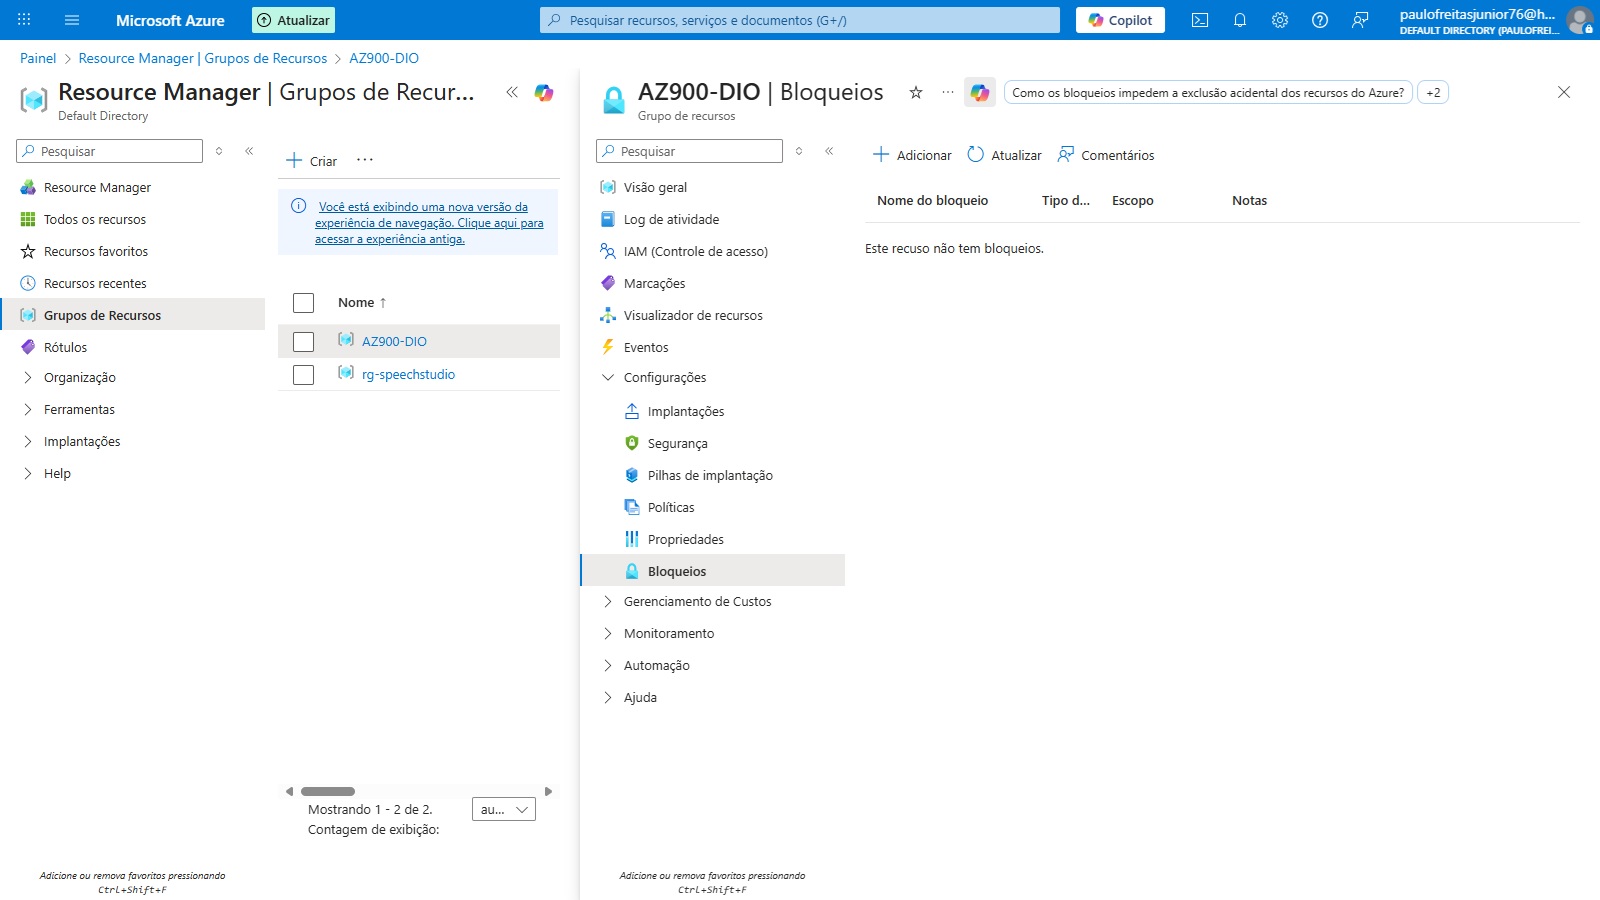 Microsoft Azure
Atualizar
Pesquisar recursos, serviços e documentos (G+/)
Copilot
paulofreitasjunior76@h...
DEFAULT DIRECTORY (PAULOFREI...
Painel > Resource Manager | Grupos de Recursos > AZ900-DIO
Resource Manager | Grupos de Recur...
Default Directory
Pesquisar
Resource Manager
Todos os recursos
Recursos favoritos
Recursos recentes
Grupos de Recursos
Rótulos
Organização
Ferramentas
Implantações
Help
Adicione ou remova favoritos pressionando
Ctrl+Shift+F
Criar
Você está exibindo uma nova versão da
experiência de navegação. Clique aqui para
acessar a experiência antiga.
Nome ↑
AZ900-DIO
rg-speechstudio
Mostrando 1 - 2 de 2.
Contagem de exibição:
au...
AZ900-DIO | Bloqueios
Grupo de recursos
Como os bloqueios impedem a exclusão acidental dos recursos do Azure?
+2
Pesquisar
Visão geral
Log de atividade
IAM (Controle de acesso)
Marcações
Visualizador de recursos
Eventos
Configurações
Implantações
Segurança
Pilhas de implantação
Políticas
Propriedades
Bloqueios
Gerenciamento de Custos
Monitoramento
Automação
Ajuda
Adicione ou remova favoritos pressionando
Ctrl+Shift+F
Adicionar
Atualizar
Comentários
Nome do bloqueio
Tipo d...
Escopo
Notas
Este recuso não tem bloqueios.